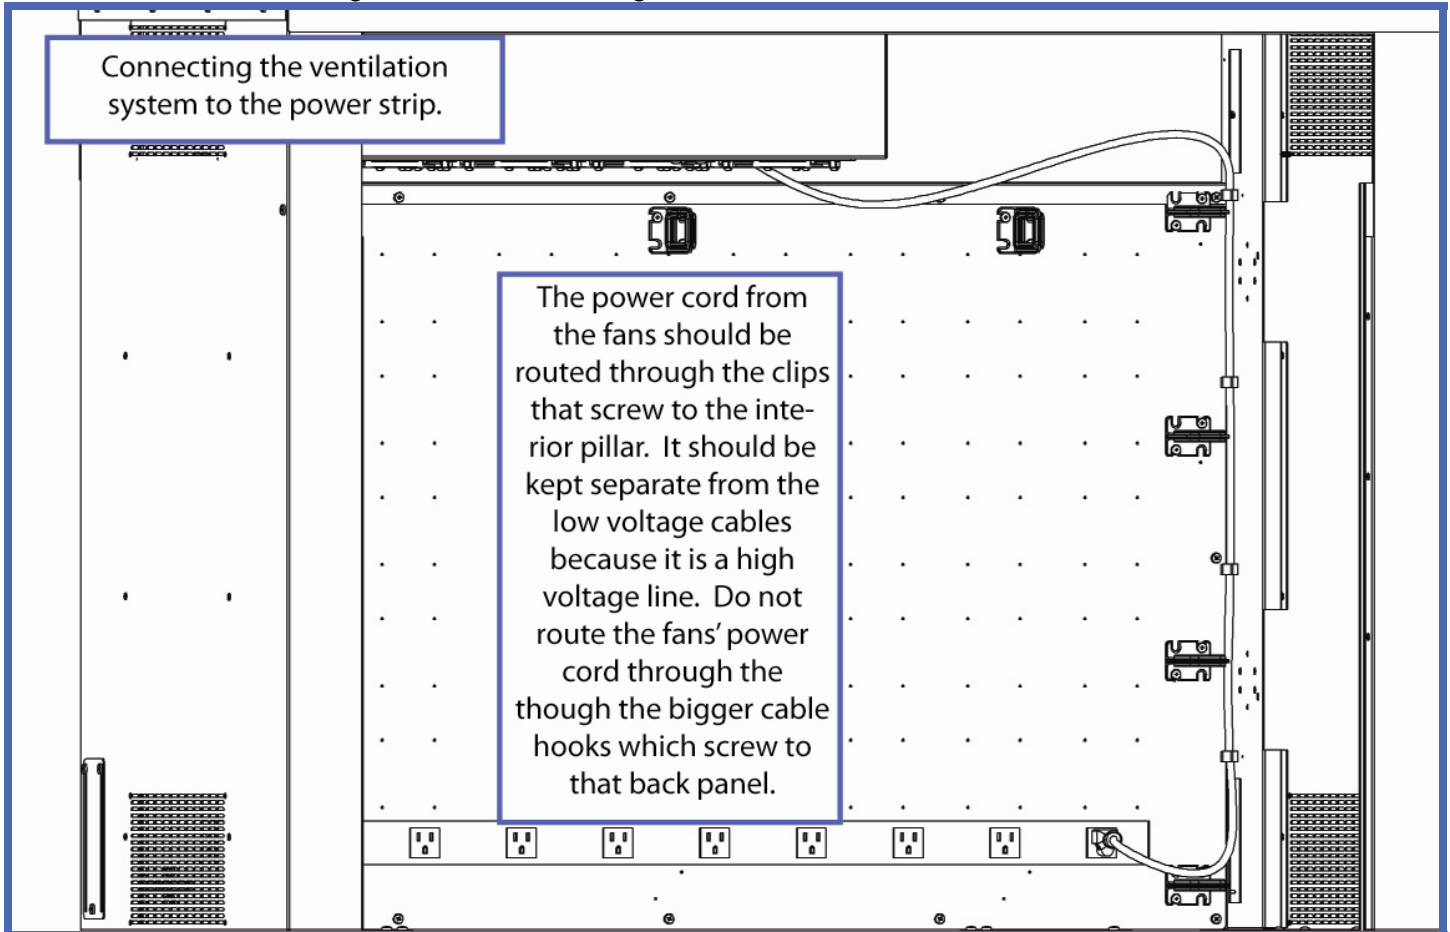 Connecting the ventilation
system to the power strip.
The power cord from
the fans should be
routed through the clips
that screw to the inte-
rior pillar.  It should be
kept separate from the
low voltage cables
because it is a high
voltage line.  Do not
route the fans' power
cord through the
though the bigger cable
hooks which screw to
that back panel.